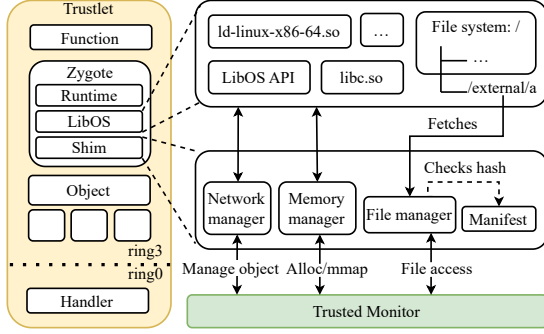 Trustlet
Function
Zygote
Runtime
LibOS
Shim
Object
ring3
ring0
Handler
ld-linux-x86-64.so
...
File system: /
...
/external/a
LibOS API
libc.so
Fetches
Checks hash
Network
manager
Memory
manager
File manager
Manifest
Manage object
Alloc/mmap
File access
Trusted Monitor